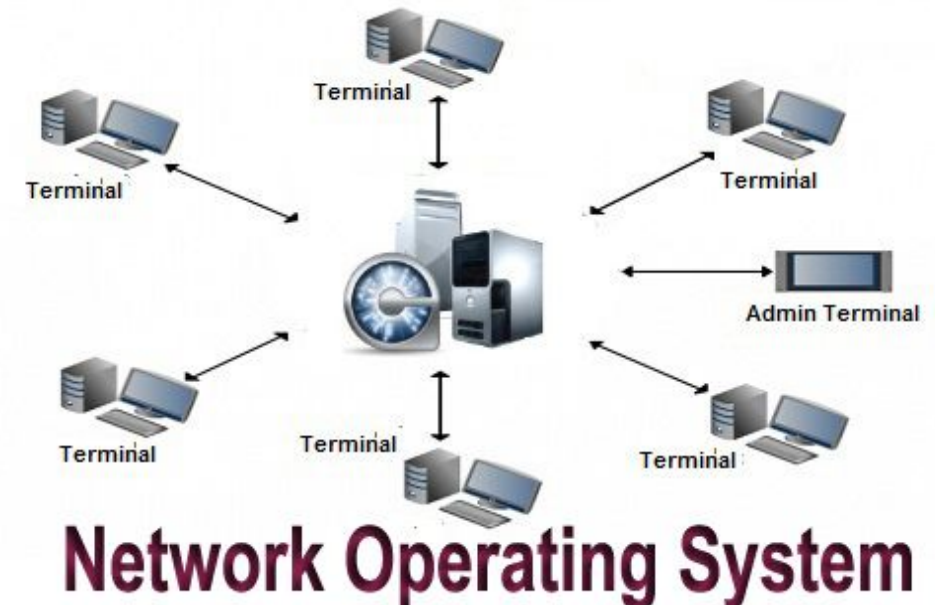 Terminal
Terminal
Terminal
Admin Terminal
Terminal
Terminal
Terminal
Network Operating System